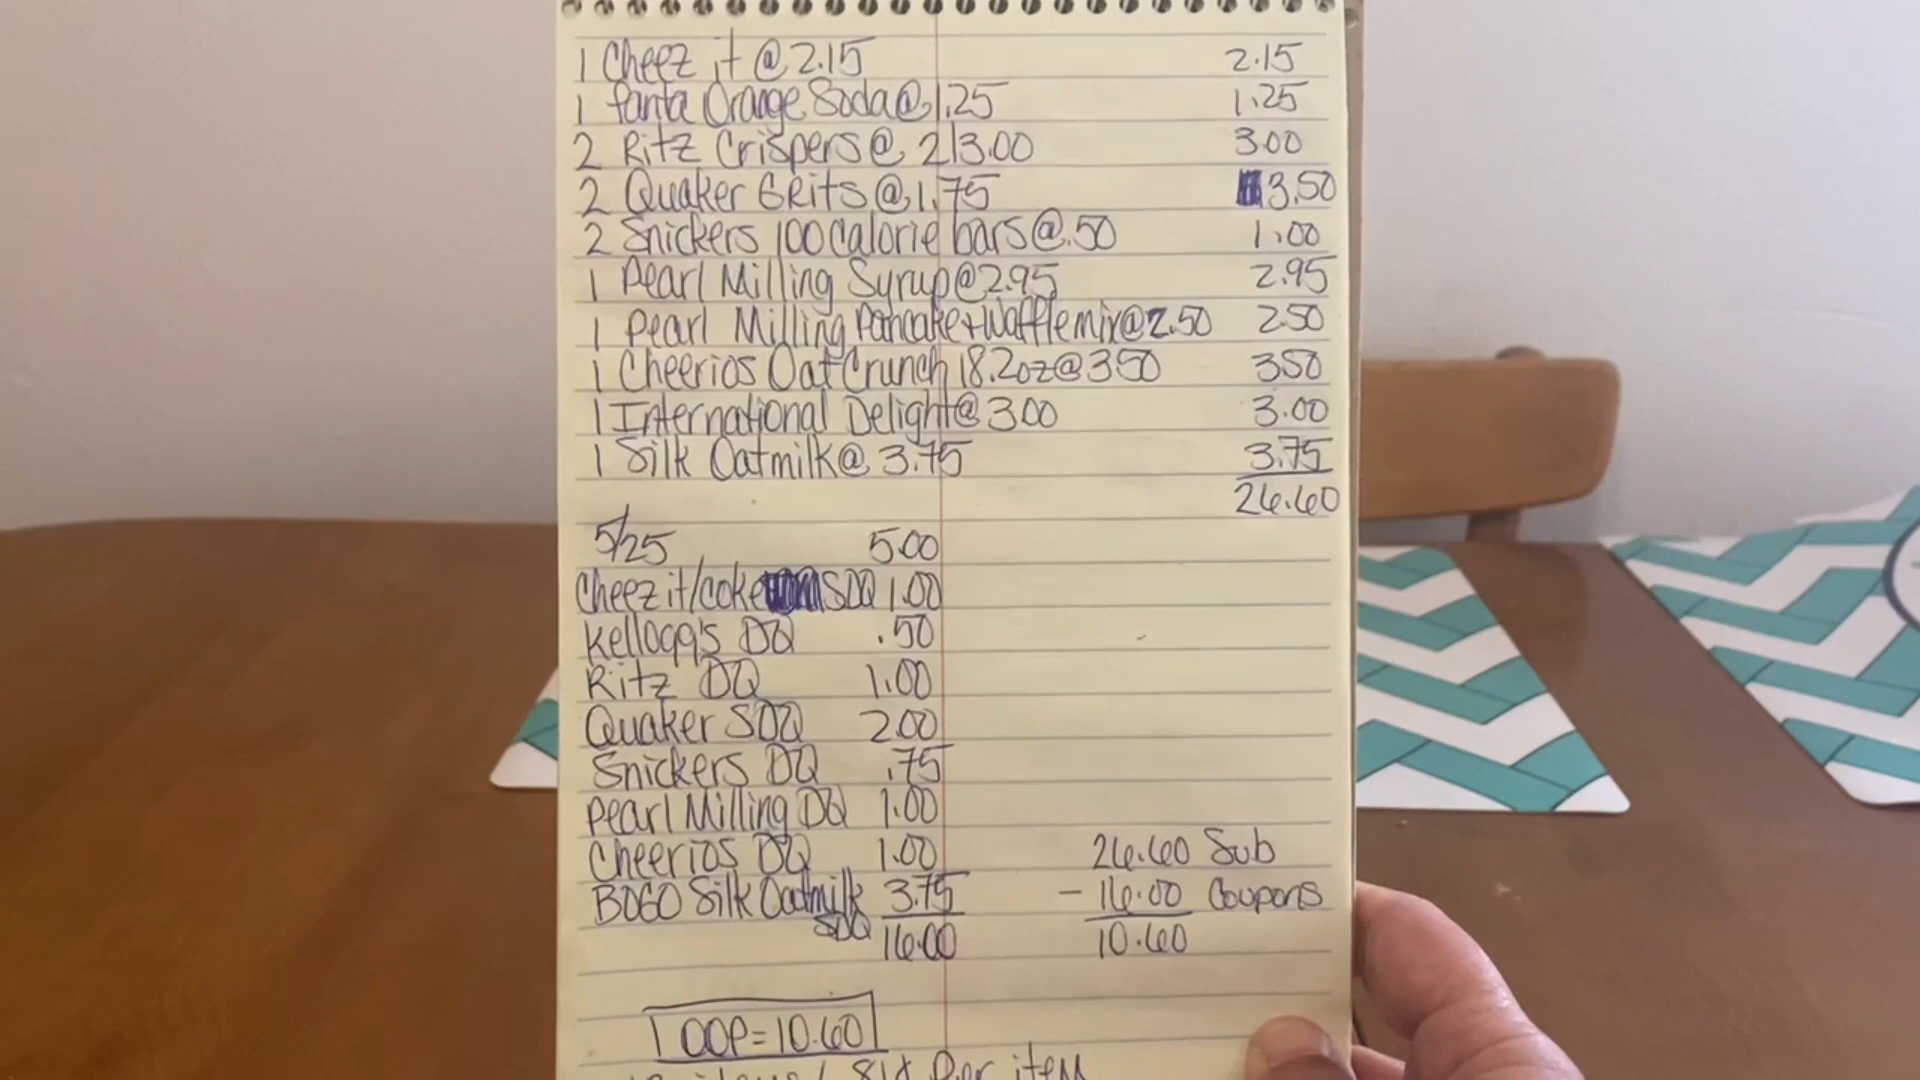 1 Cheez it @ 2.15 2.15
1 fanta Orange Soda @ 1.25 1.25
2 Ritz Crispers @ 2/3.00 3.00
2 Quaker GRits @ 1.75 3.50
2 Snickers 100 calorie bars @ .50 1.00
1 Pearl Milling Syrup @ 2.95 2.95
1 Pearl Milling Pancake + Waffle mix @ 2.50 2.50
1 Cheerios Oat Crunch 18.2oz @ 3.50 3.50
1 International Delight @ 3.00 3.00
1 Silk Oatmilk @ 3.75 3.75
26.60
5/25 5.00
Cheez it/coke SDQ 1.00
Kellogg's DQ .50
Ritz DQ 1.00
Quaker SDQ 2.00
Snickers DQ .75
Pearl Milling DQ 1.00
Cheerios DQ 1.00
BOGO Silk Oatmilk 3.75
SDQ 16.00
26.60 Sub
- 16.00 Coupons
10.60
OOP = 10.60
Per item